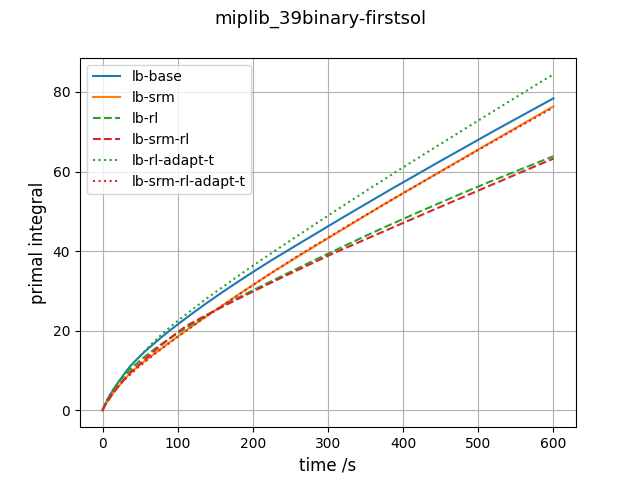 miplib_39binary-firstsol
lb-base
lb-srm
lb-rl
lb-srm-rl
lb-rl-adapt-t
lb-srm-rl-adapt-t
primal integral
80
60
40
20
0
0 100 200 300 400 500 600
time /s